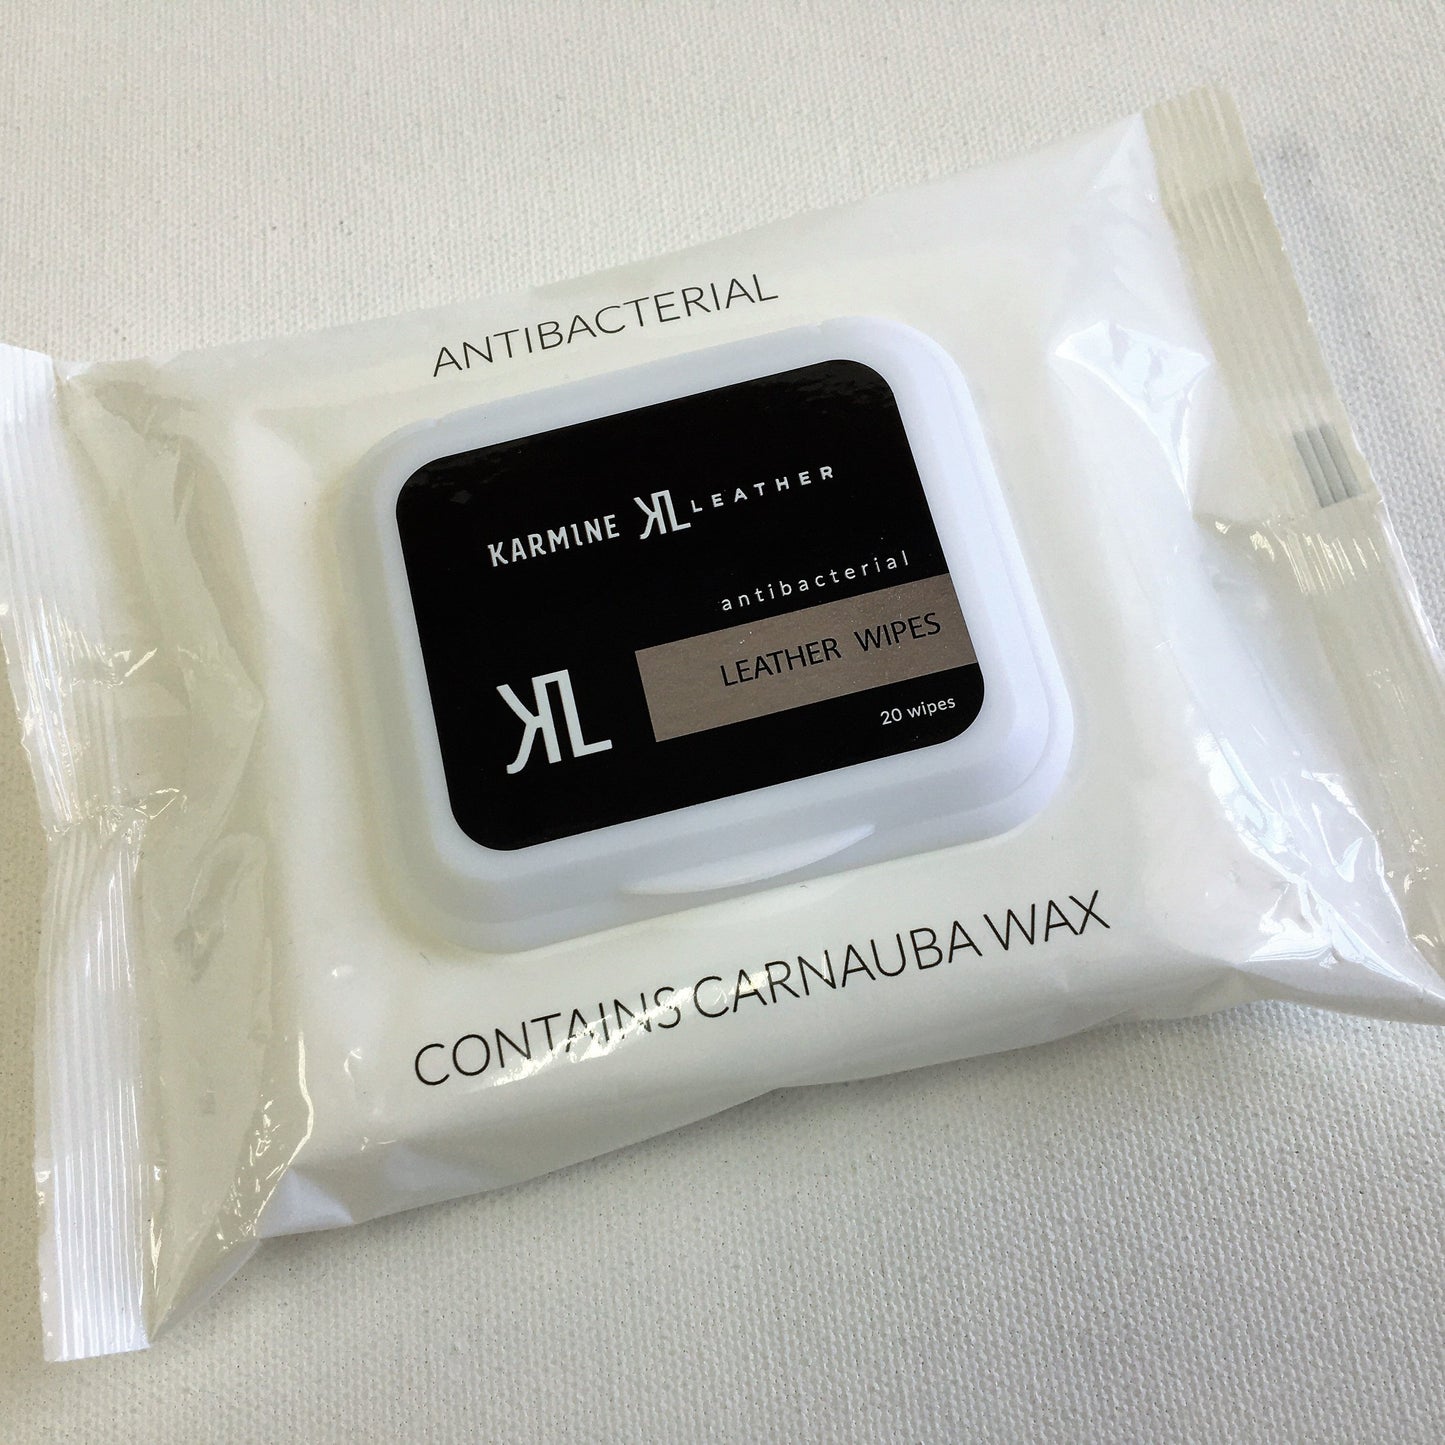 ANTIBACTERIAL
KARMINE KL LEATHER
antibacterial
LEATHER WIPES
KL
20 wipes
CONTAINS CARNAUBA WAX